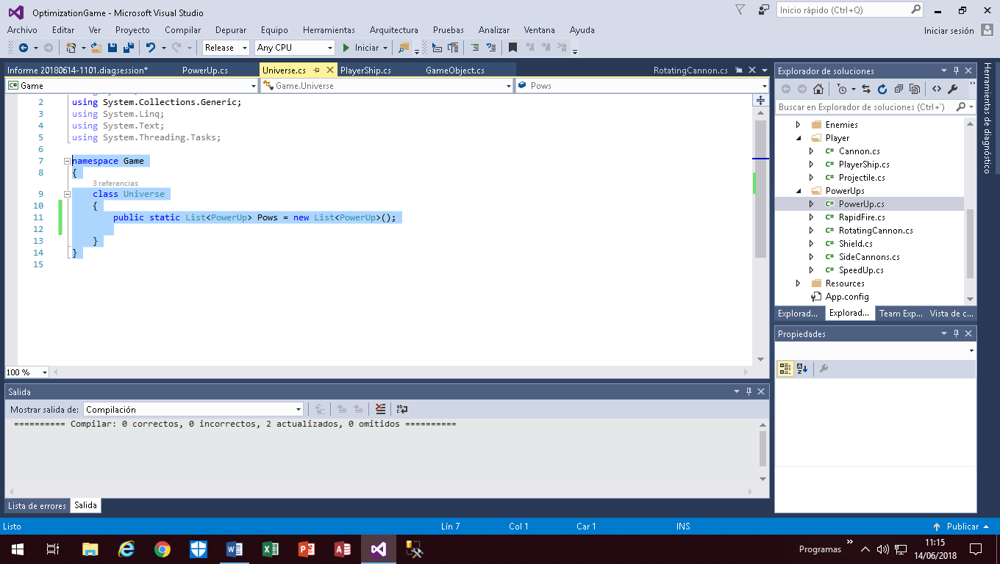 OptimizationGame - Microsoft Visual Studio
Inicio rápido (Ctrl+Q)
Archivo Editar Ver Proyecto Compilar Depurar Equipo Herramientas Arquitectura Pruebas Analizar Ventana Ayuda
Iniciar sesión
Release Any CPU Iniciar
Informe 20180614-1101.diagsession* PowerUp.cs Universe.cs PlayerShip.cs GameObject.cs RotatingCannon.cs
Game Game.Universe Pows
2 using System.Collections.Generic;
3 using System.Linq;
4 using System.Text;
5 using System.Threading.Tasks;
6
7 namespace Game
8 {
3 referencias
9 class Universe
10 {
11 public static List<PowerUp> Pows = new List<PowerUp>();
12
13 }
14 }
15
100 %
Explorador de soluciones
Buscar en Explorador de soluciones (Ctrl+')
Enemies
Player
C# Cannon.cs
C# PlayerShip.cs
C# Projectile.cs
PowerUps
C# PowerUp.cs
C# RapidFire.cs
C# RotatingCannon.cs
C# Shield.cs
C# SideCannons.cs
C# SpeedUp.cs
Resources
App.config
Explorad... Explorad... Team Exp... Vista de c...
Propiedades
Herramientas de diagnóstico
Salida
Mostrar salida de: Compilación
========== Compilar: 0 correctos, 0 incorrectos, 2 actualizados, 0 omitidos ==========
Lista de errores Salida
Listo Lín 7 Col 1 Car 1 INS Publicar
Programas
11:15
14/06/2018